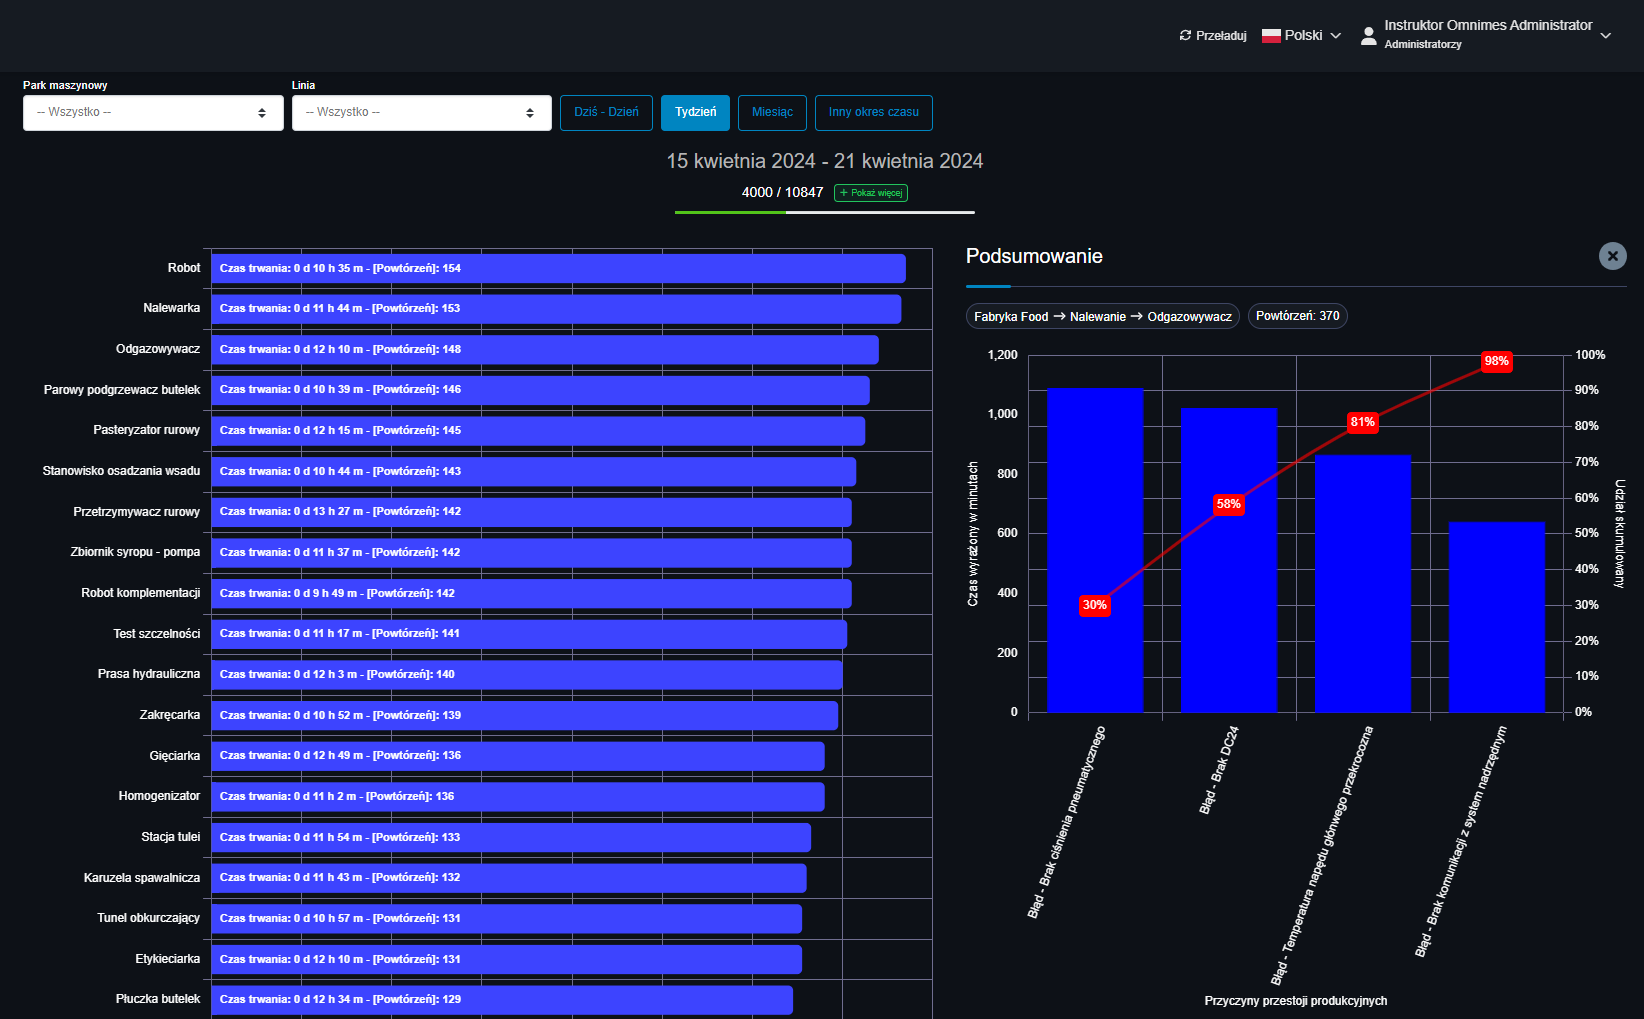 Przeładuj
Polski
Instruktor Omnimes Administrator
Administratorzy
Park maszynowy
Linia
-- Wszystko --
-- Wszystko --
Dziś - Dzień
Tydzień
Miesiąc
Inny okres czasu
15 kwietnia 2024 - 21 kwietnia 2024
4000 / 10847
+ Pokaż więcej
Robot
Czas trwania: 0 d 10 h 35 m - [Powtórzeń]: 154
Nalewarka
Czas trwania: 0 d 11 h 44 m - [Powtórzeń]: 153
Odgazowywacz
Czas trwania: 0 d 12 h 10 m - [Powtórzeń]: 148
Parowy podgrzewacz butelek
Czas trwania: 0 d 10 h 39 m - [Powtórzeń]: 146
Pasteryzator rurowy
Czas trwania: 0 d 12 h 15 m - [Powtórzeń]: 145
Stanowisko osadzania wsadu
Czas trwania: 0 d 10 h 44 m - [Powtórzeń]: 143
Przetrzymywacz rurowy
Czas trwania: 0 d 13 h 27 m - [Powtórzeń]: 142
Zbiornik syropu - pompa
Czas trwania: 0 d 11 h 37 m - [Powtórzeń]: 142
Robot komplementacji
Czas trwania: 0 d 9 h 49 m - [Powtórzeń]: 142
Test szczelności
Czas trwania: 0 d 11 h 17 m - [Powtórzeń]: 141
Prasa hydrauliczna
Czas trwania: 0 d 12 h 3 m - [Powtórzeń]: 140
Zakręcarka
Czas trwania: 0 d 10 h 52 m - [Powtórzeń]: 139
Gięciarka
Czas trwania: 0 d 12 h 49 m - [Powtórzeń]: 136
Homogenizator
Czas trwania: 0 d 11 h 2 m - [Powtórzeń]: 136
Stacja tulei
Czas trwania: 0 d 11 h 54 m - [Powtórzeń]: 133
Karuzela spawalnicza
Czas trwania: 0 d 11 h 43 m - [Powtórzeń]: 132
Tunel obkurczający
Czas trwania: 0 d 10 h 57 m - [Powtórzeń]: 131
Etykieciarka
Czas trwania: 0 d 12 h 10 m - [Powtórzeń]: 131
Płuczka butelek
Czas trwania: 0 d 12 h 34 m - [Powtórzeń]: 129
Podsumowanie
Fabryka Food → Nalewanie → Odgazowywacz
Powtórzeń: 370
Czas wyrażony w minutach
1,200
1,000
800
600
400
200
0
30%
58%
81%
98%
100%
90%
80%
70%
60%
50%
40%
30%
20%
10%
0%
Udział skumulowany
Błąd - Brak ciśnienia pneumatycznego
Błąd - Brak DC24
Błąd - Temperatura napędu głównego przekrocozna
Błąd - Brak komunikacji z system nadrzędnym
Przyczyny przestoji produkcyjnych